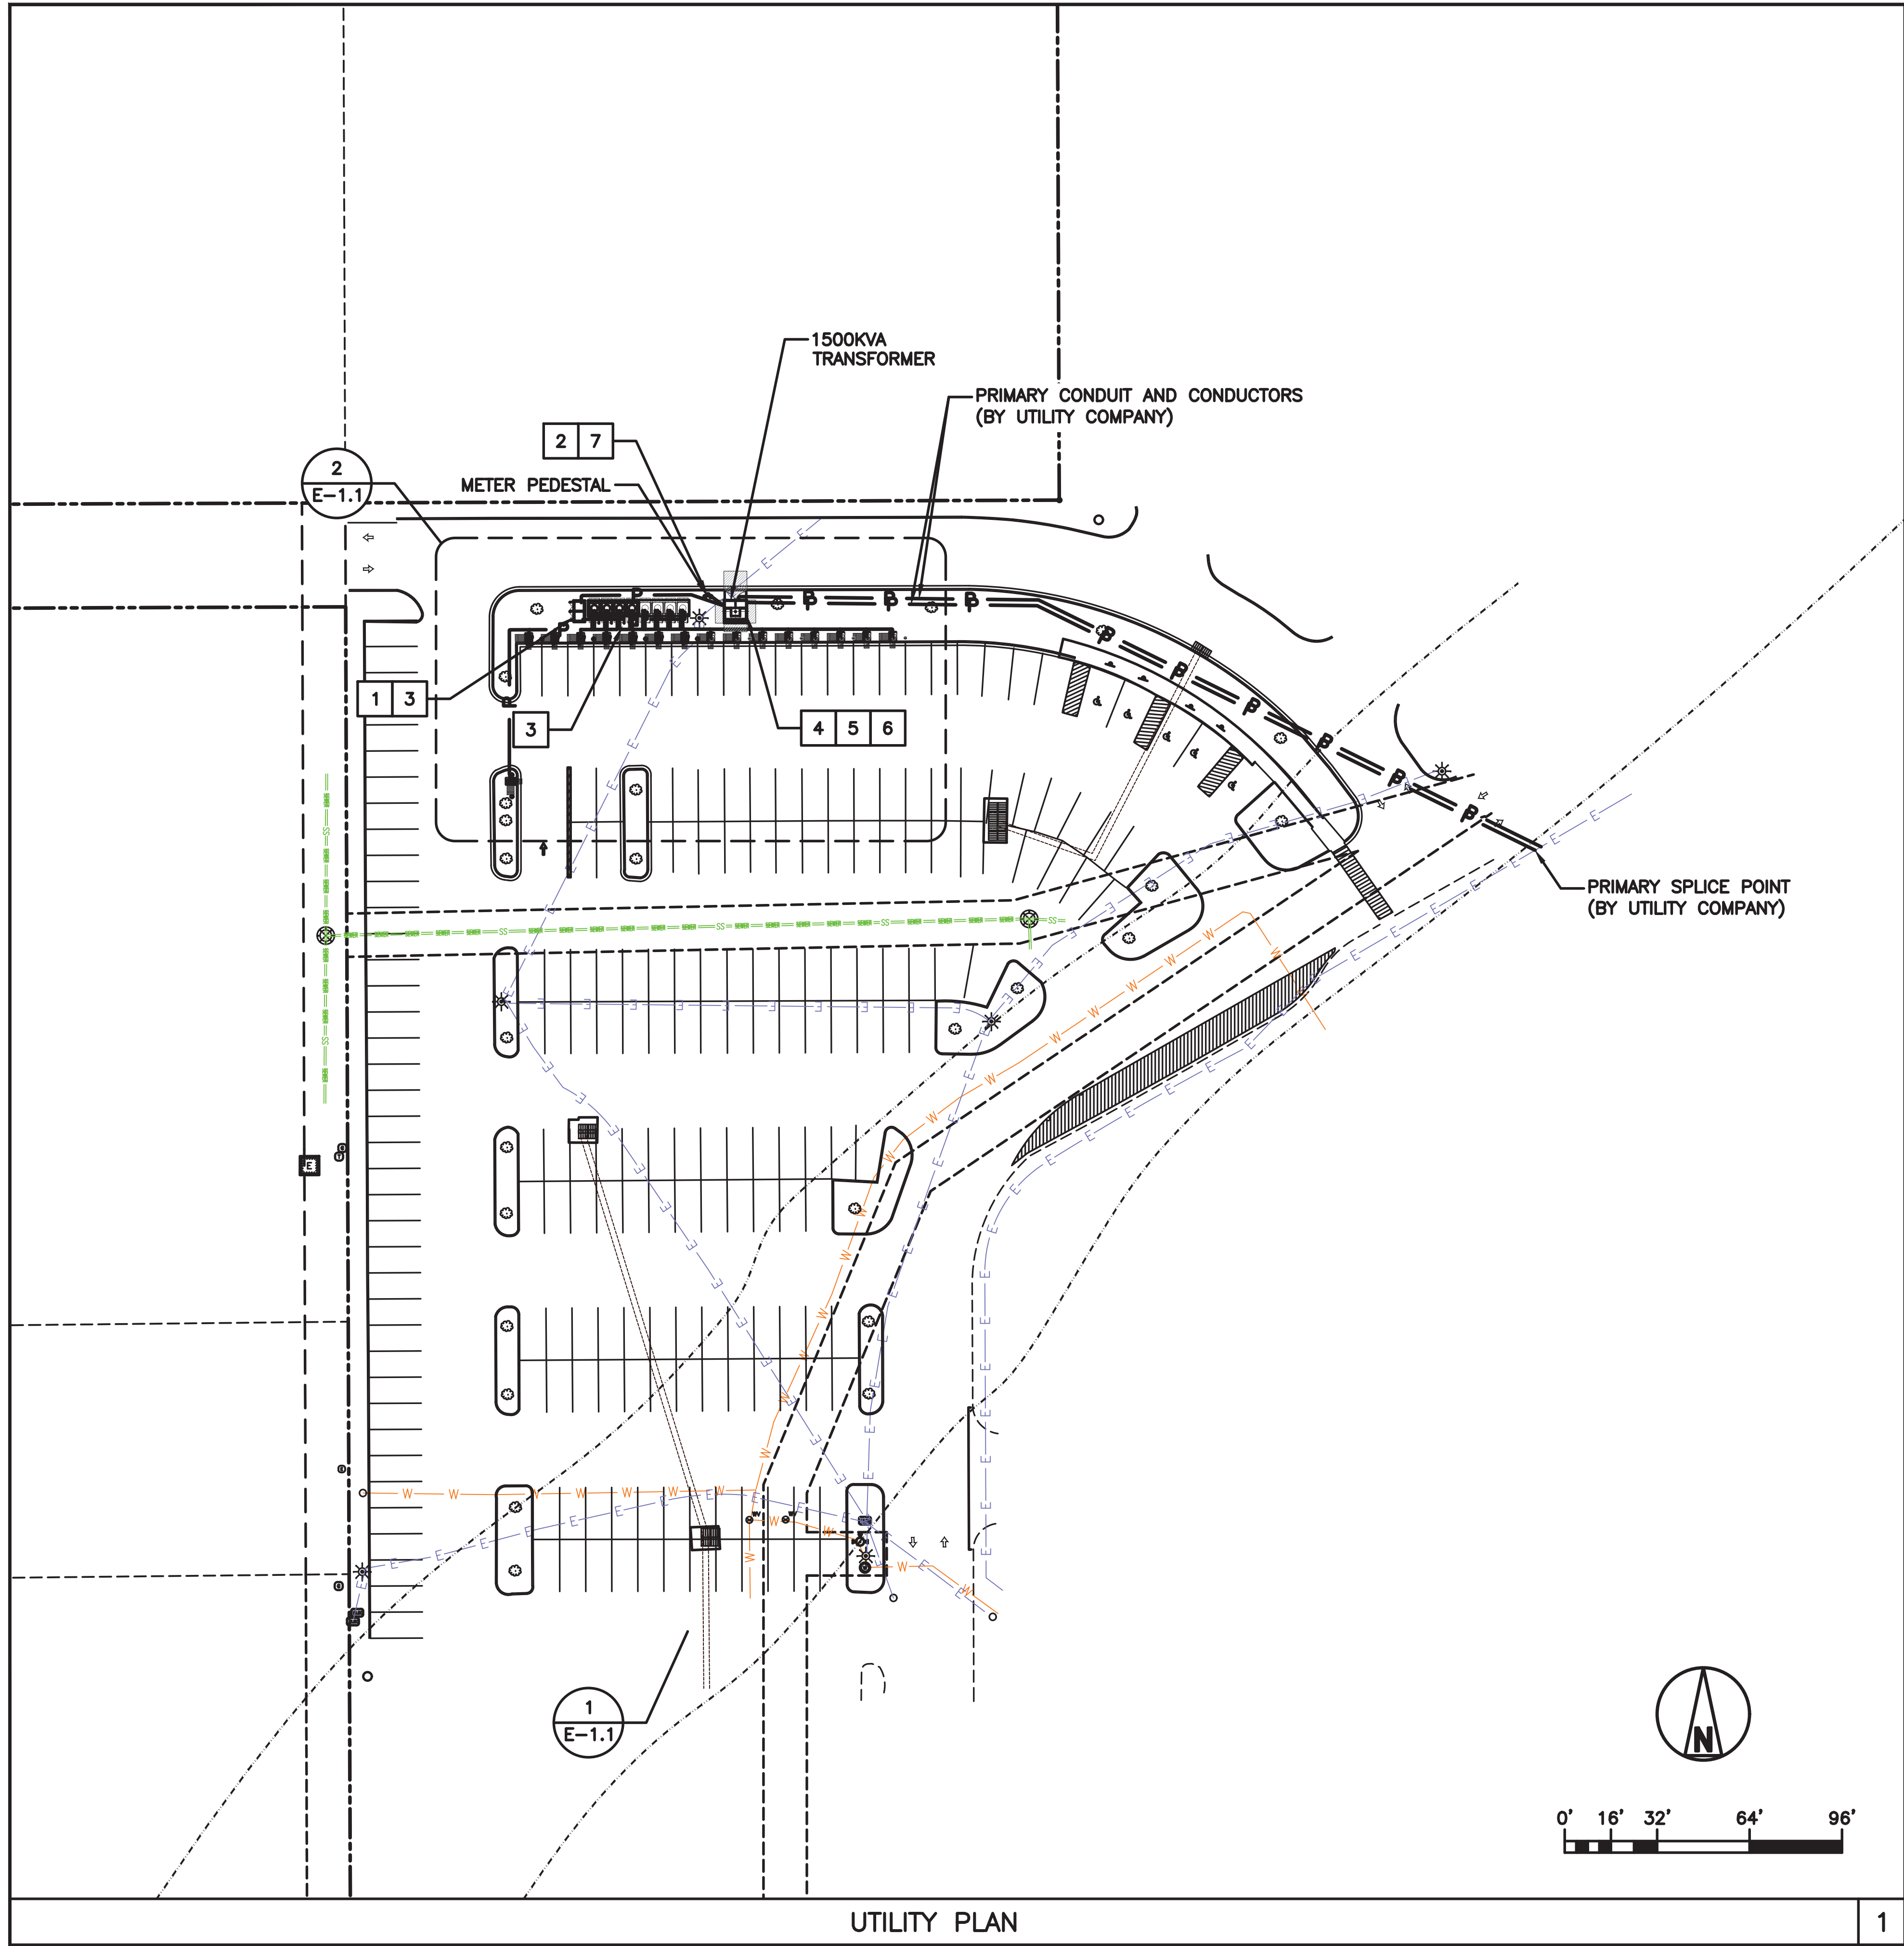 1500KVA
TRANSFORMER
PRIMARY CONDUIT AND CONDUCTORS
(BY UTILITY COMPANY)
2 7
2
E-1.1
METER PEDESTAL
1 3
3
4 5 6
PRIMARY SPLICE POINT
(BY UTILITY COMPANY)
1
E-1.1
N
0' 16' 32' 64' 96'
UTILITY PLAN
1